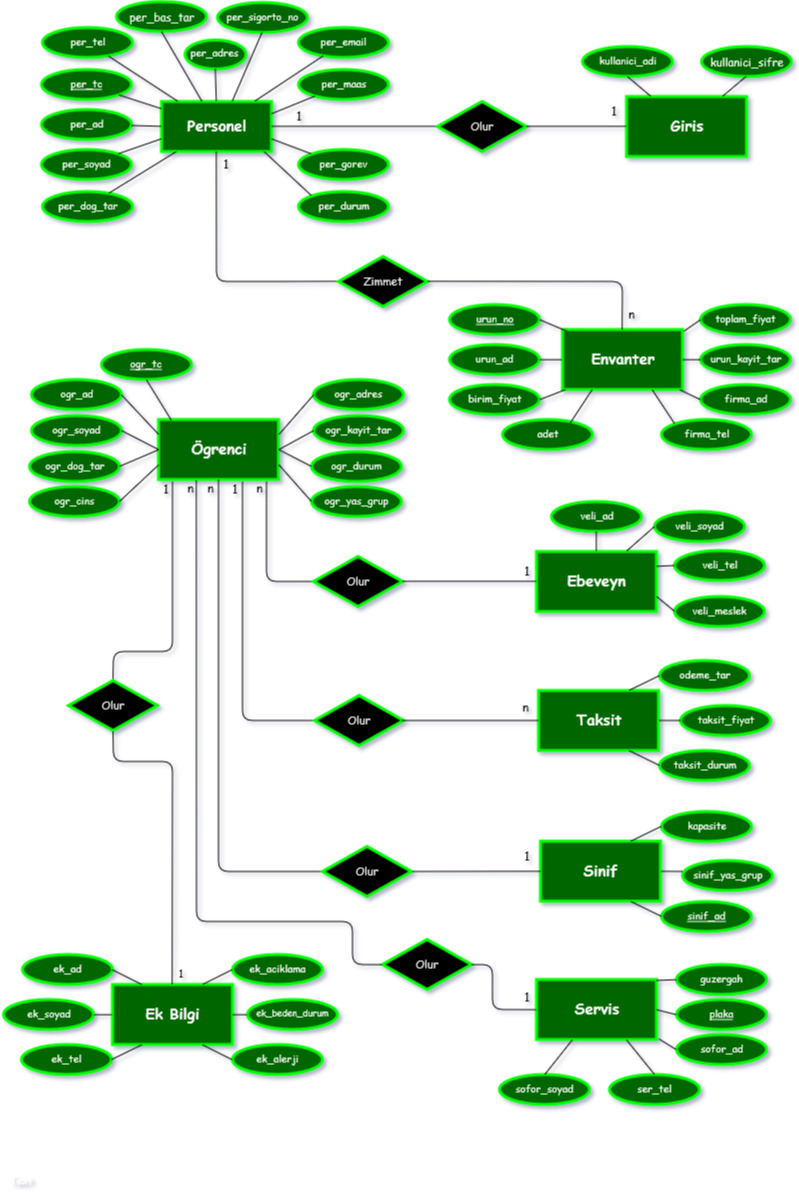 per_bas_tar
per_sigorto_no
per_tel
per_adres
per_email
per_tc
per_maas
per_ad
Personel
per_soyad
per_gorev
per_dog_tar
per_durum
1
Olur
1
kullanici_adi
kullanici_sifre
Giris
1
Zimmet
n
urun_no
toplam_fiyat
urun_ad
Envanter
urun_kayit_tar
birim_fiyat
firma_ad
adet
firma_tel
ogr_tc
ogr_ad
ogr_adres
ogr_soyad
Ögrenci
ogr_kayit_tar
ogr_dog_tar
ogr_durum
ogr_cins
ogr_yas_grup
1
n
n
1
n
Olur
1
veli_ad
veli_soyad
Ebeveyn
veli_tel
veli_meslek
Olur
Olur
n
odeme_tar
Taksit
taksit_fiyat
taksit_durum
Olur
1
kapasite
Sinif
sinif_yas_grup
sinif_ad
Olur
1
guzergah
Servis
plaka
sofor_ad
sofor_soyad
ser_tel
1
ek_ad
ek_aciklama
ek_soyad
Ek Bilgi
ek_beden_durum
ek_tel
ek_alerji